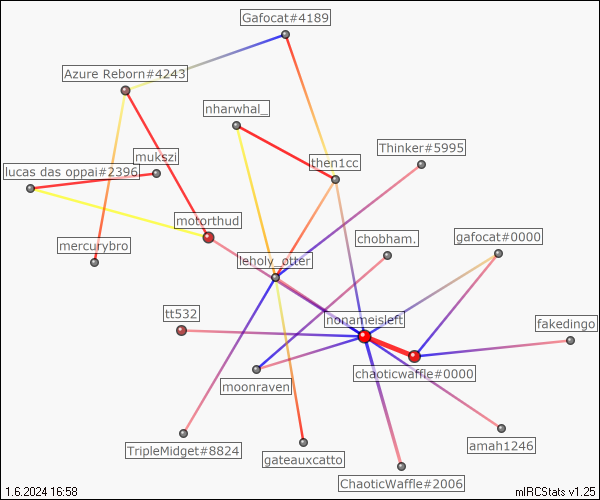 Gafocat#4189
Azure Reborn#4243
nharwhal_
Thinker#5995
mukszi
then1cc
lucas das oppai#2396
motorthud
chobham.
gafocat#0000
mercurybro
leholy_otter
tt532
nonameisleft
fakedingo
chaoticwaffle#0000
moonraven
TripleMidget#8824
gateauxcatto
amah1246
ChaoticWaffle#2006
1.6.2024 16:58
mIRCStats v1.25